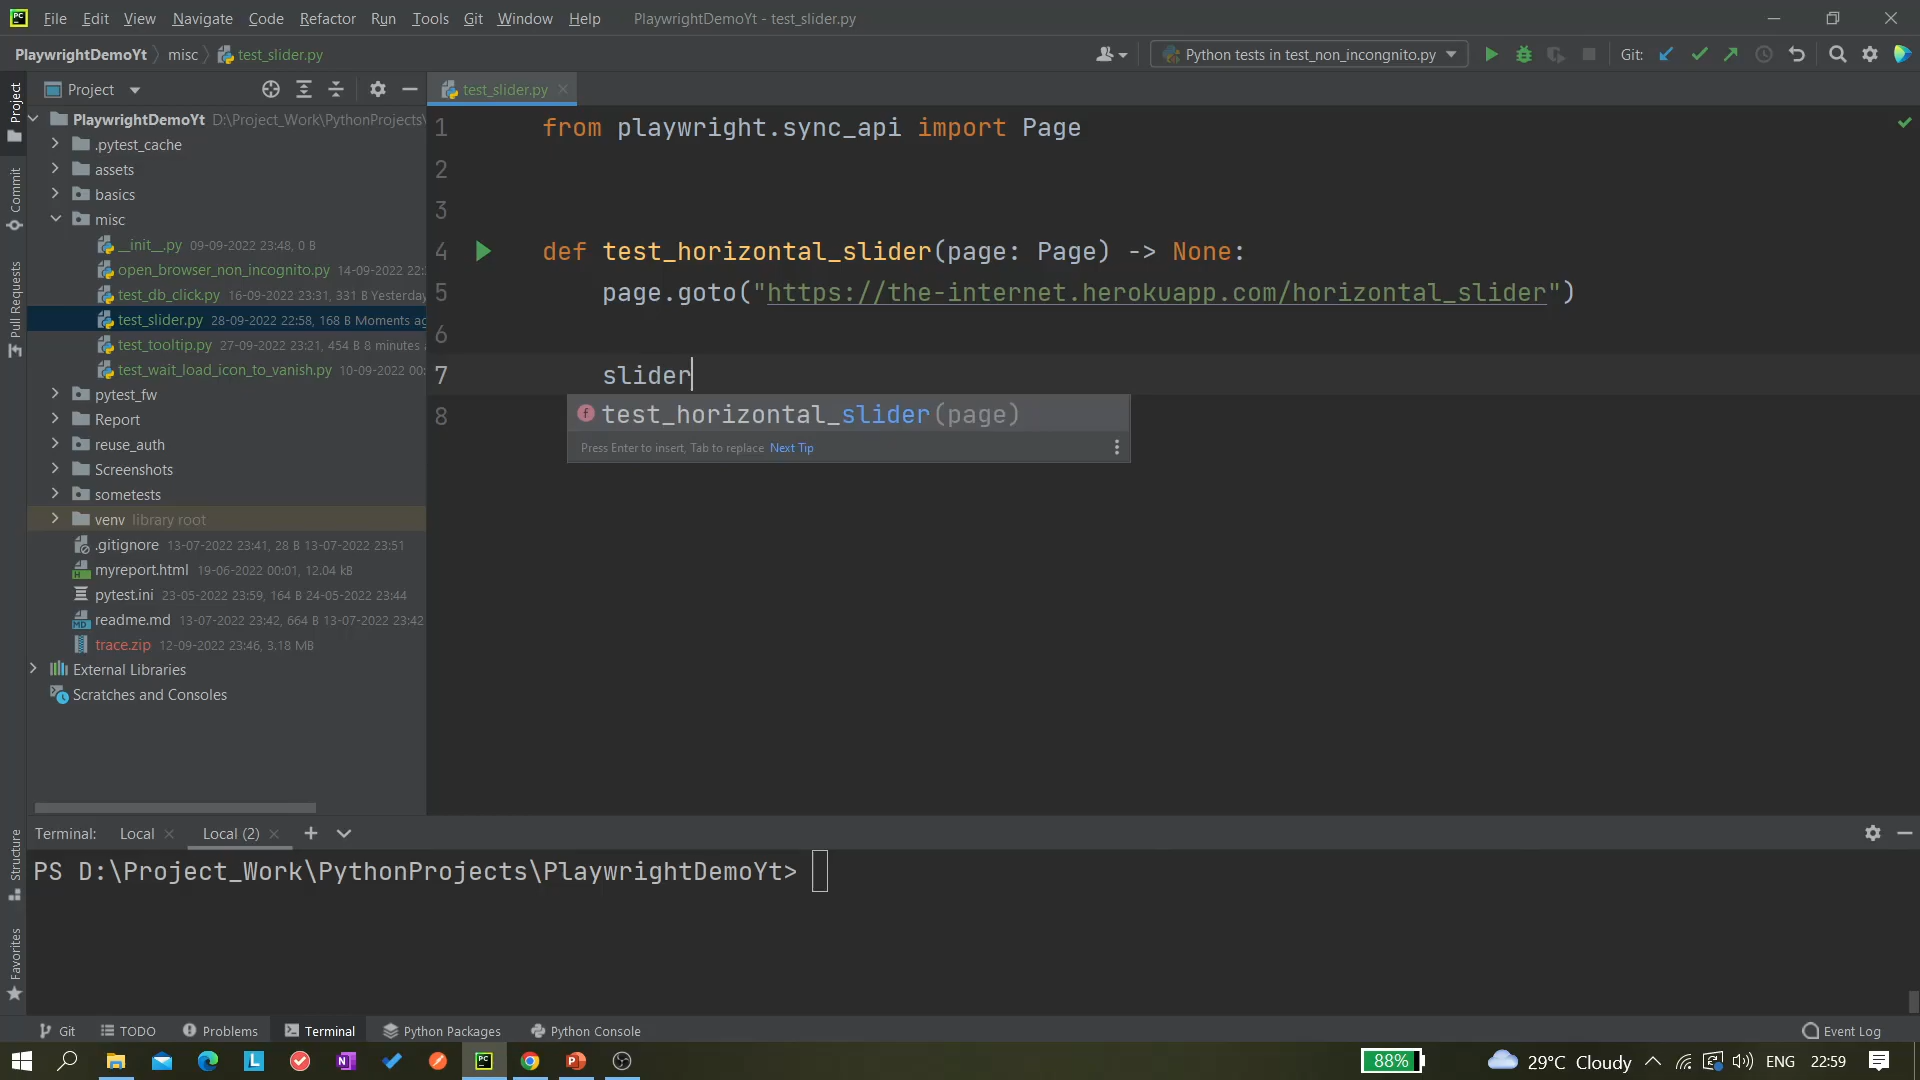 File Edit View Navigate Code Refactor Run Tools Git Window Help PlaywrightDemoYt - test_slider.py
PlaywrightDemoYt misc test_slider.py Python tests in test_non_incongnito.py Git:
Project
test_slider.py
PlaywrightDemoYt D:\Project_Work\PythonProjects\
.pytest_cache
assets
basics
misc
__init__.py 09-09-2022 23:48, 0 B
open_browser_non_incognito.py 14-09-2022 22:
test_db_click.py 16-09-2022 23:31, 331 B Yesterday
test_slider.py 28-09-2022 22:58, 168 B Moments ag
test_tooltip.py 27-09-2022 23:21, 454 B 8 minutes
test_wait_load_icon_to_vanish.py 10-09-2022 00:
pytest_fw
Report
reuse_auth
Screenshots
sometests
venv library root
.gitignore 13-07-2022 23:41, 28 B 13-07-2022 23:51
myreport.html 19-06-2022 00:01, 12.04 kB
pytest.ini 23-05-2022 23:59, 164 B 24-05-2022 23:44
readme.md 13-07-2022 23:42, 664 B 13-07-2022 23:42
trace.zip 12-09-2022 23:46, 3.18 MB
External Libraries
Scratches and Consoles
Project
Commit
Pull Requests
Structure
Favorites
1 from playwright.sync_api import Page
2
3
4 def test_horizontal_slider(page: Page) -> None:
5 page.goto("https://the-internet.herokuapp.com/horizontal_slider")
6
7 slider
8
test_horizontal_slider(page)
Press Enter to insert, Tab to replace Next Tip
Terminal: Local Local (2)
PS D:\Project_Work\PythonProjects\PlaywrightDemoYt>
Git TODO Problems Terminal Python Packages Python Console Event Log
88% 29°C Cloudy ENG 22:59